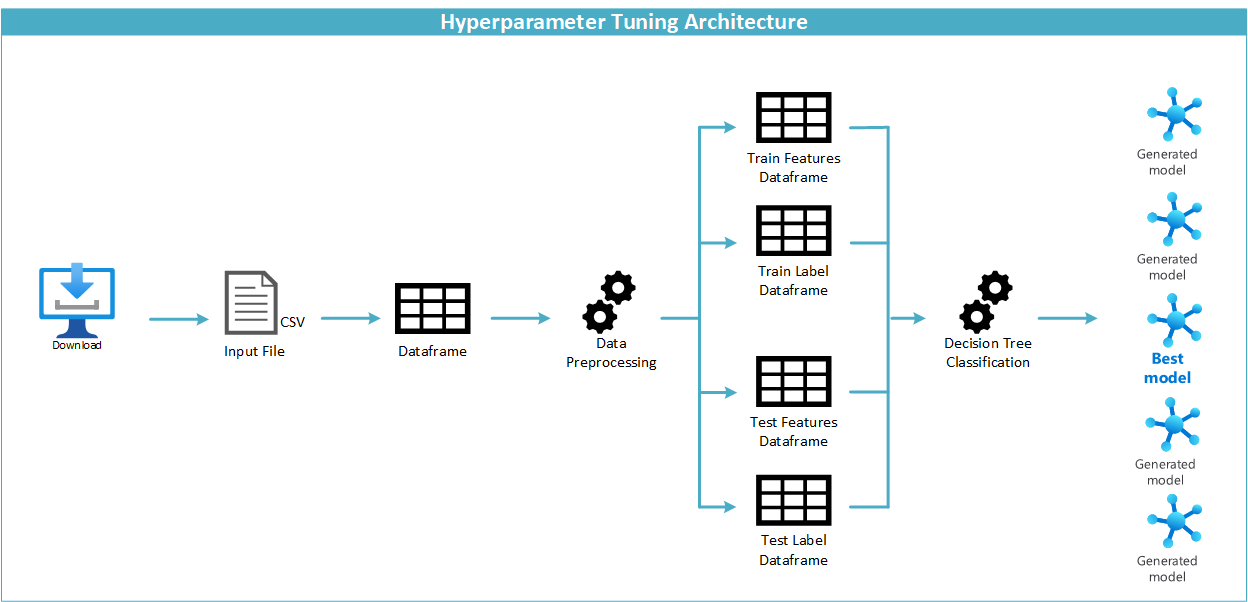 Hyperparameter Tuning Architecture
Download
CSV
Input File
Dataframe
Data
Preprocessing
Train Features
Dataframe
Train Label
Dataframe
Test Features
Dataframe
Test Label
Dataframe
Decision Tree
Classification
Generated
model
Generated
model
Best
model
Generated
model
Generated
model